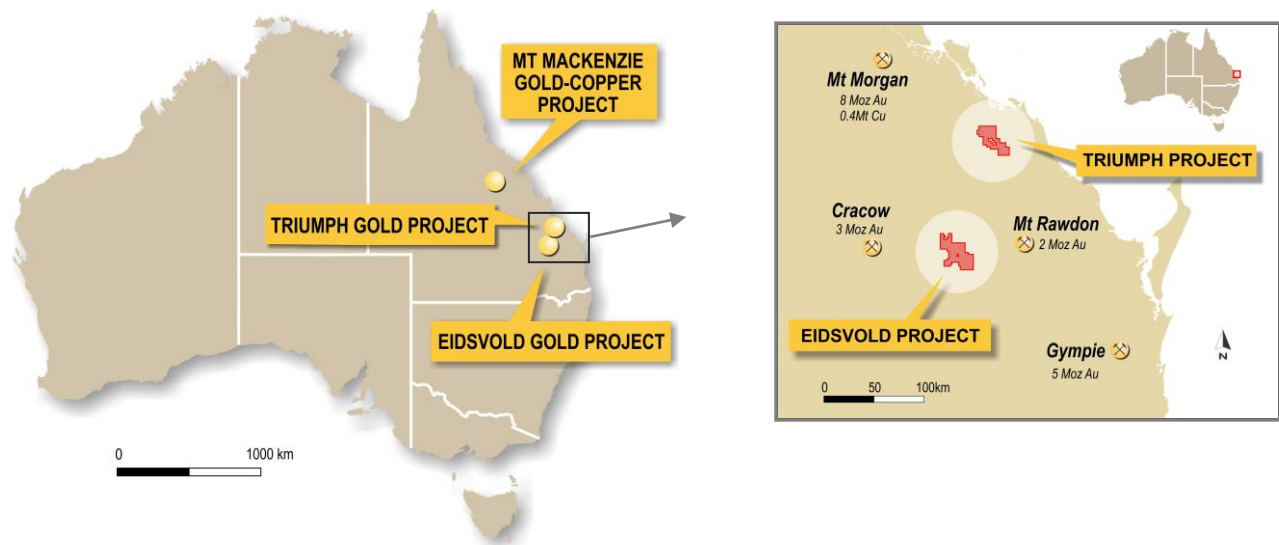 MT MACKENZIE
GOLD-COPPER
PROJECT
TRIUMPH GOLD PROJECT
EIDSVOLD GOLD PROJECT
0 1000 km
Mt Morgan
8 Moz Au
0.4Mt Cu
TRIUMPH PROJECT
Cracow
3 Moz Au
Mt Rawdon
2 Moz Au
EIDSVOLD PROJECT
Gympie
5 Moz Au
N
0 50 100km